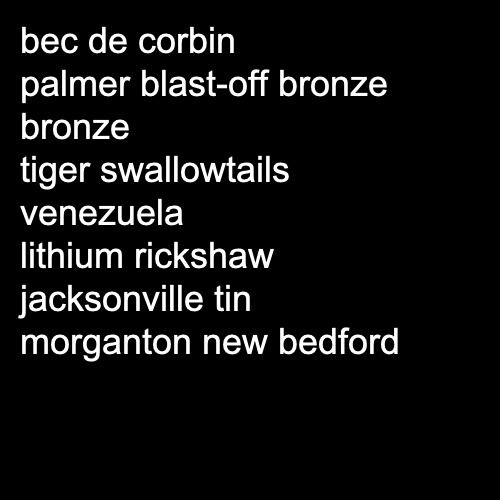 bec de corbin
palmer blast-off bronze
bronze
tiger swallowtails
venezuela
lithium rickshaw
jacksonville tin
morganton new bedford